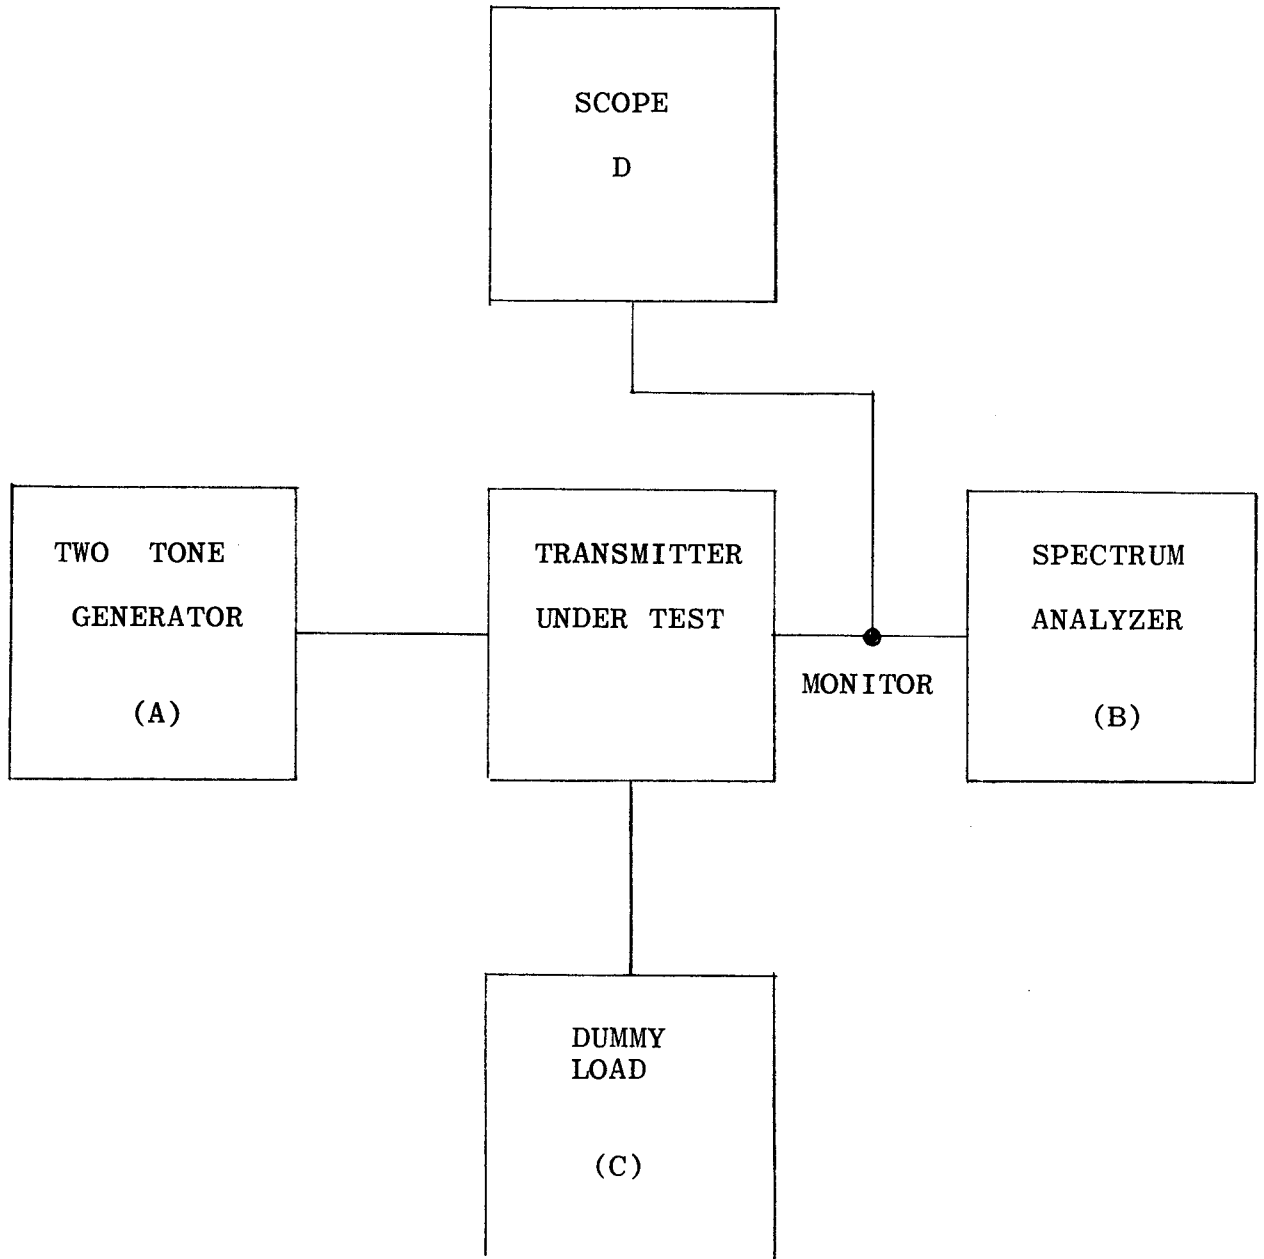 SCOPE
D
TWO TONE
GENERATOR
(A)
TRANSMITTER
UNDER TEST
MONITOR
SPECTRUM
ANALYZER
(B)
DUMMY
LOAD
(C)